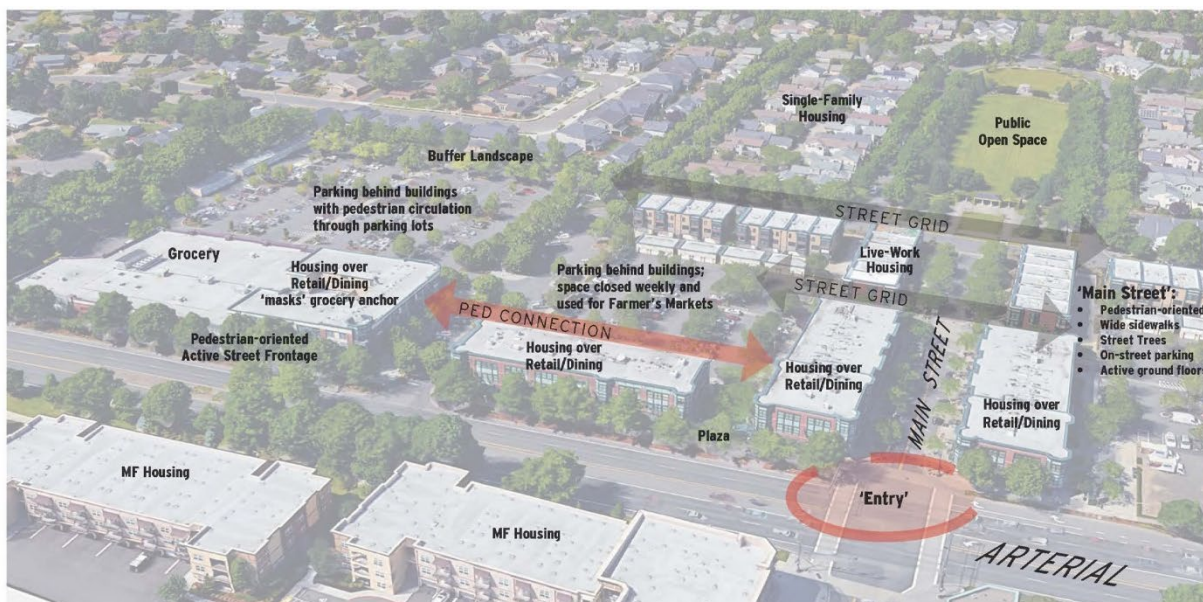 Single-Family
Housing
Public
Open Space
Buffer Landscape
Parking behind buildings
with pedestrian circulation
through parking lots
STREET GRID
Grocery
Housing over
Retail/Dining
'masks' grocery anchor
Live-Work
Housing
Parking behind buildings;
space closed weekly and
used for Farmer's Markets
STREET GRID
'Main Street':
• Pedestrian-oriented
• Wide sidewalks
• Street Trees
• On-street parking
• Active ground floors
PED CONNECTION
Pedestrian-oriented
Active Street Frontage
Housing over
Retail/Dining
Housing over
Retail/Dining
MAIN STREET
Housing over
Retail/Dining
Plaza
MF Housing
'Entry'
MF Housing
ARTERIAL